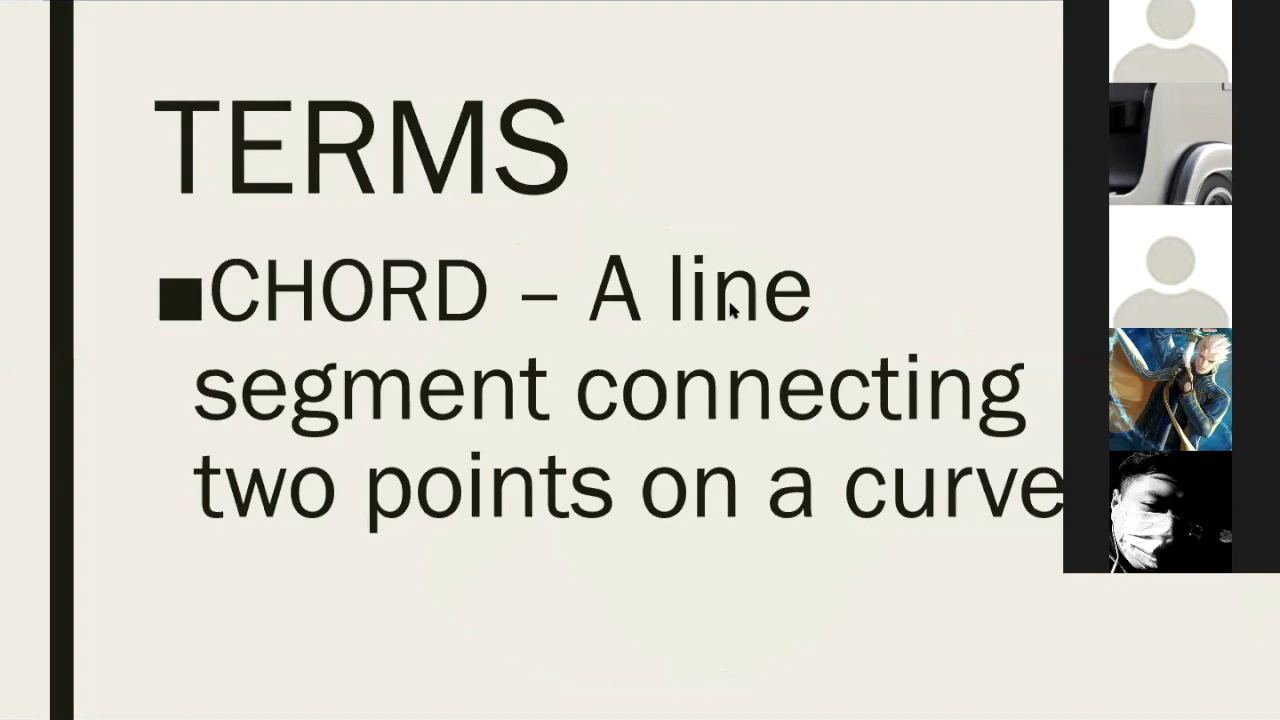 TERMS
■CHORD – A line
segment connecting
two points on a curve